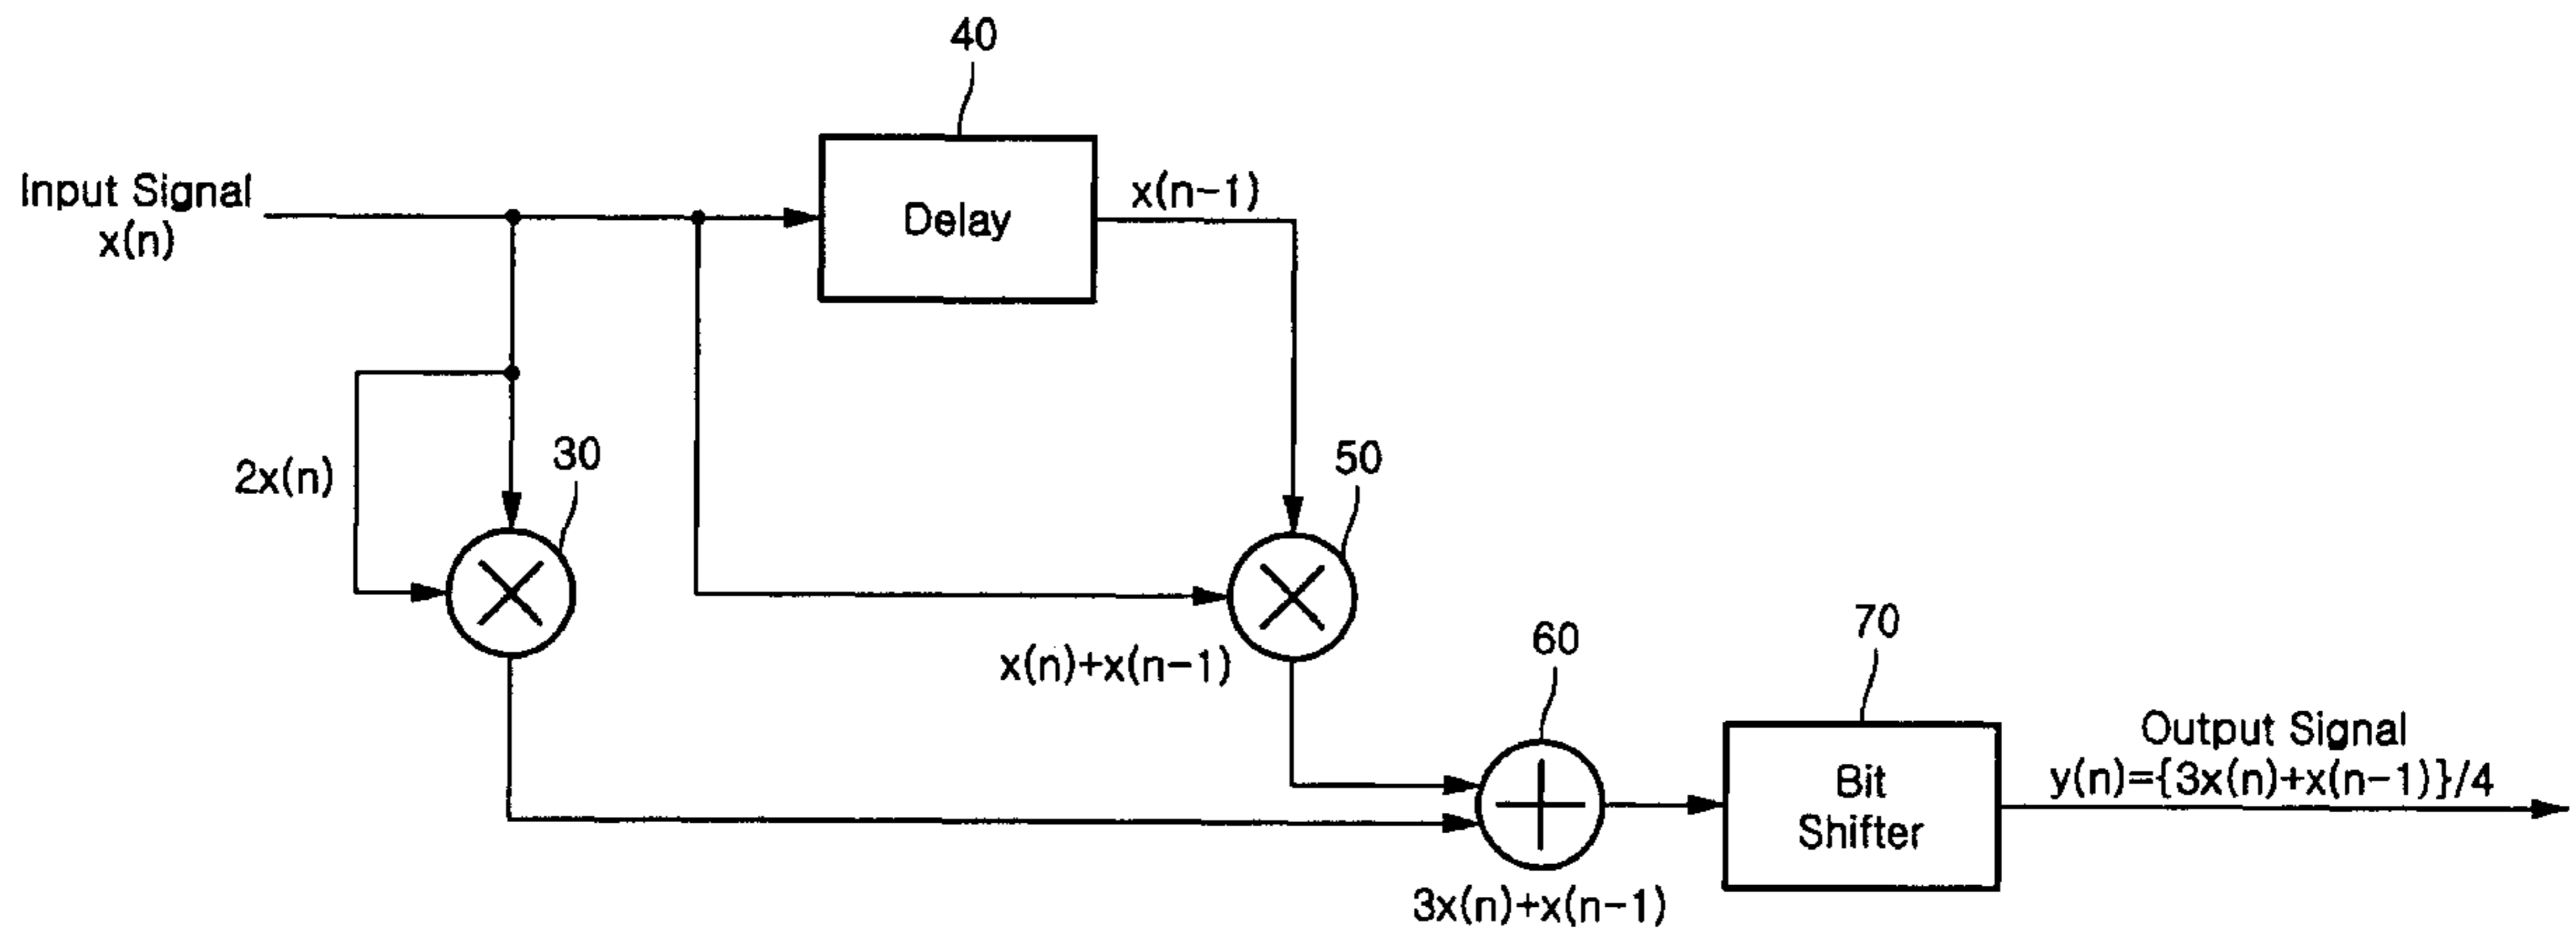 40
Input Signal
x(n)
Delay
x(n-1)
2x(n)
30
50
x(n)+x(n-1)
60
70
Bit
Shifter
Output Signal
y(n)={3x(n)+x(n-1)}/4
3x(n)+x(n-1)